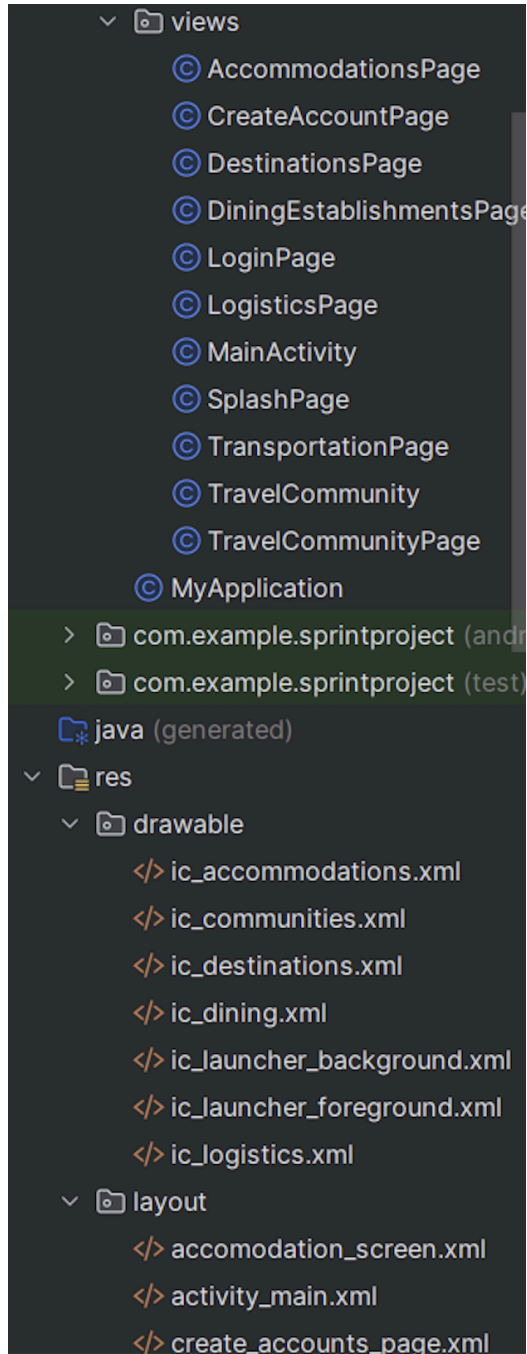 views
AccommodationsPage
CreateAccountPage
DestinationsPage
DiningEstablishmentsPage
LoginPage
LogisticsPage
MainActivity
SplashPage
TransportationPage
TravelCommunity
TravelCommunityPage
MyApplication
com.example.sprintproject (andr
com.example.sprintproject (test)
java (generated)
res
drawable
ic_accommodations.xml
ic_communities.xml
ic_destinations.xml
ic_dining.xml
ic_launcher_background.xml
ic_launcher_foreground.xml
ic_logistics.xml
layout
accomodation_screen.xml
activity_main.xml
create_accounts_page.xml